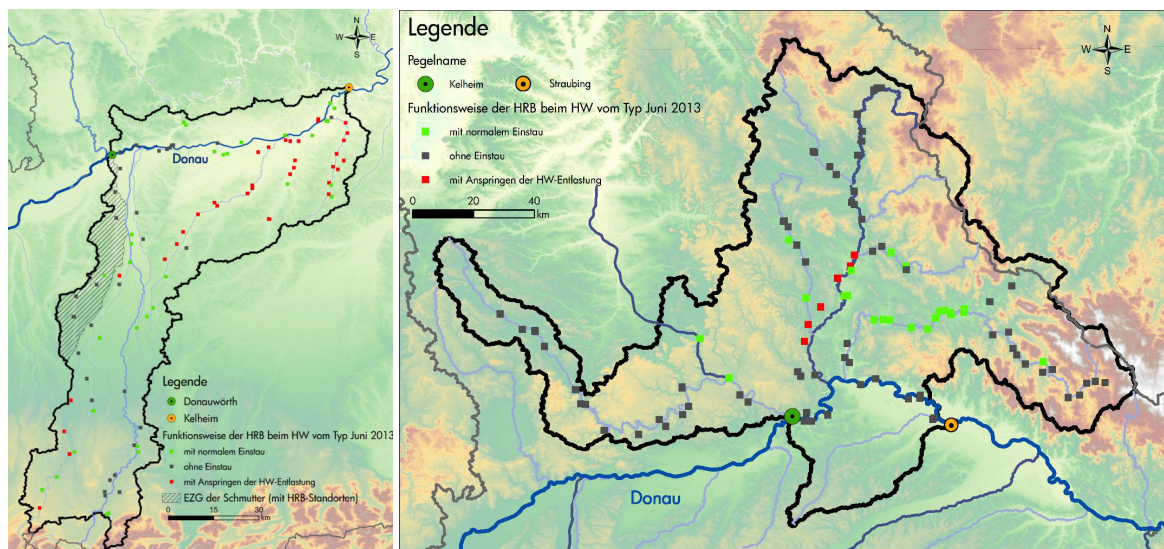 N
W E
S
Donau
Legende
Donauwörth
Kelheim
Funktionsweise der HRB beim HW vom Typ Juni 2013
mit normalem Einstau
ohne Einstau
mit Anspringen der HW-Entlastung
EZG der Schmutter (mit HRB-Standorten)
0 15 30
km
Legende
Pegelname
Kelheim Straubing
Funktionsweise der HRB beim HW vom Typ Juni 2013
mit normalem Einstau
ohne Einstau
mit Anspringen der HW-Entlastung
0 20 40
km
N
W E
S
Donau